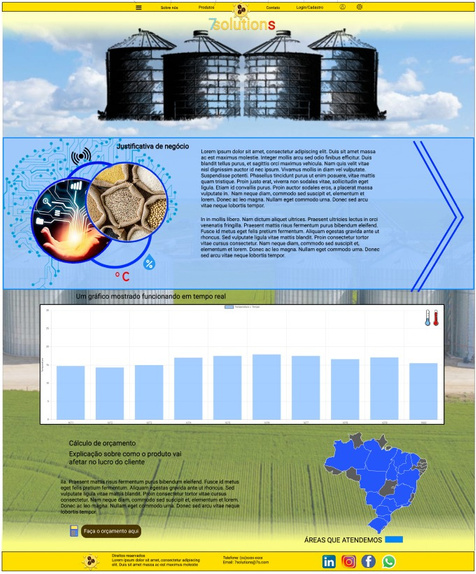 Sobre nós
Produtos
Contato
Login/Cadastro
7solutions
Justificativa de negócio
Lorem ipsum dolor sit amet, consectetur adipiscing elit. Duis sit amet massa
ac est maximus molestie. Integer mollis arcu sed odio finibus efficitur. Duis
blandit tellus purus, et sagittis orci maximus vehicula. Nam quis velit vitae
nisl dignissim auctor id nec ipsum. Vivamus mollis in diam vel vulputate.
Suspendisse potenti. Phasellus tincidunt purus ut enim posuere, vitae mattis
quam tristique. Proin justo erat, viverra non sodales vitae, sollicitudin eget
ligula. Etiam id convallis purus. Proin auctor sodales eros, a placerat massa
vulputate in. Nam neque diam, commodo sed suscipit et, elementum et
lorem. Donec ac leo magna. Nullam eget commodo urna. Donec sed arcu vitae
neque lobortis tempor.
In in mollis libero. Nam dictum aliquet ultrices. Praesent ultricies lectus in orci
venenatis fringilla. Praesent mattis risus fermentum purus bibendum eleifend.
Fusce id metus eget felis pretium fermentum. Aliquam egestas gravida ante ut
rhoncus. Sed vulputate ligula vitae mattis blandit. Proin consectetur tortor
vitae cursus consectetur. Nam neque diam, commodo sed suscipit et,
elementum et lorem. Donec ac leo magna. Nullam eget commodo urna. Donec
sed arcu vitae neque lobortis tempor.
°C
Um gráfico mostrado funcionando em tempo real
Cálculo de orçamento
Explicação sobre como o produto vai
afetar no lucro do cliente
lla. Praesent mattis risus fermentum purus bibendum eleifend. Fusce id metus
eget felis pretium fermentum. Aliquam egestas gravida ante ut rhoncus. Sed
vulputate ligula vitae mattis blandit. Proin consectetur tortor vitae cursus
consectetur. Nam neque diam, commodo sed suscipit et, elementum et
lorem. Donec ac leo magna. Nullam eget commodo urna. Donec sed arcu vitae neque
lobortis tempor.
Faça o orçamento aqui
ÁREAS QUE ATENDEMOS
Direitos reservados
Lorem ipsum dolor sit amet, consectetur adipiscing
elit. Duis sit amet massa ac est maximus molestie
Email: 7solutions@7s.com